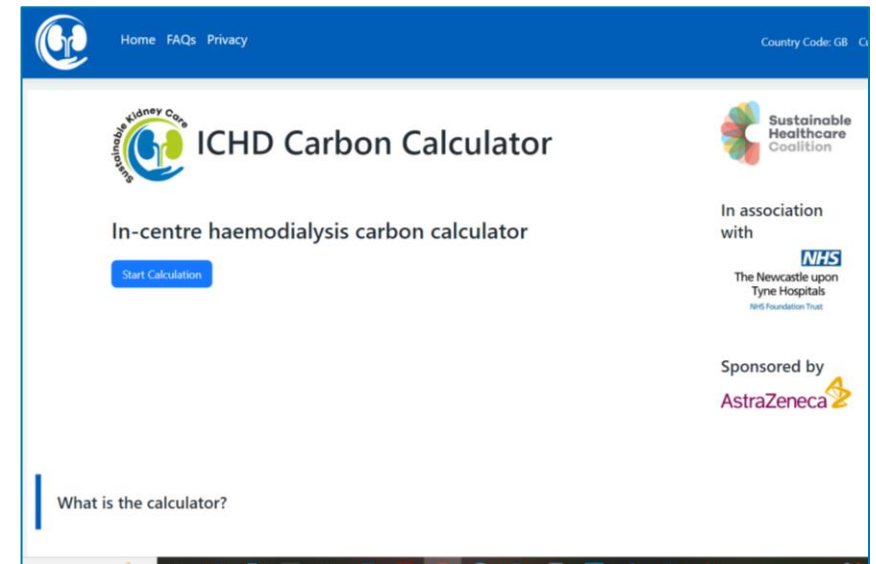 Home FAQs Privacy
Country Code: GB
Sustainable Kidney Care
ICHD Carbon Calculator
Sustainable
Healthcare
Coalition
In-centre haemodialysis carbon calculator
Start Calculation
In association
with
NHS
The Newcastle upon
Tyne Hospitals
NHS Foundation Trust
Sponsored by
AstraZeneca
What is the calculator?